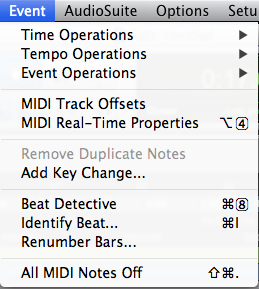 Event AudioSuite Options Setu
Time Operations ▶
Tempo Operations ▶
Event Operations ▶
MIDI Track Offsets
MIDI Real-Time Properties ⌥4
Remove Duplicate Notes
Add Key Change...
Beat Detective ⌘8
Identify Beat... ⌘I
Renumber Bars...
All MIDI Notes Off ⇧⌘.